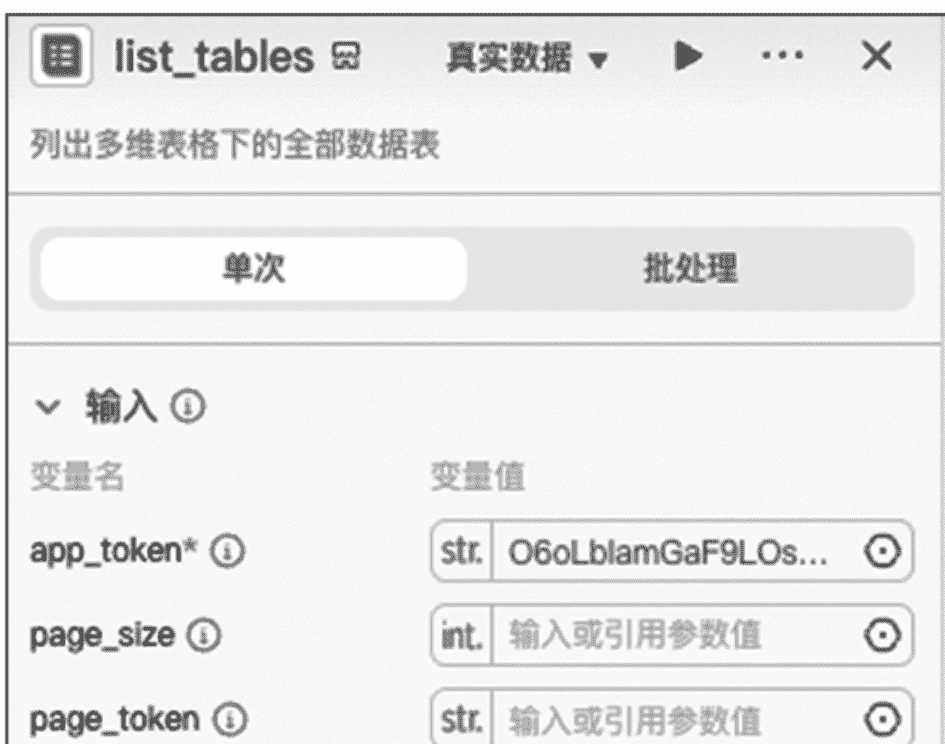 list_tables 真实数据
列出多维表格下的全部数据表
单次 批处理
输入
变量名 变量值
app_token* str. O6oLblamGaF9LOs...
page_size int. 输入或引用参数值
page_token str. 输入或引用参数值